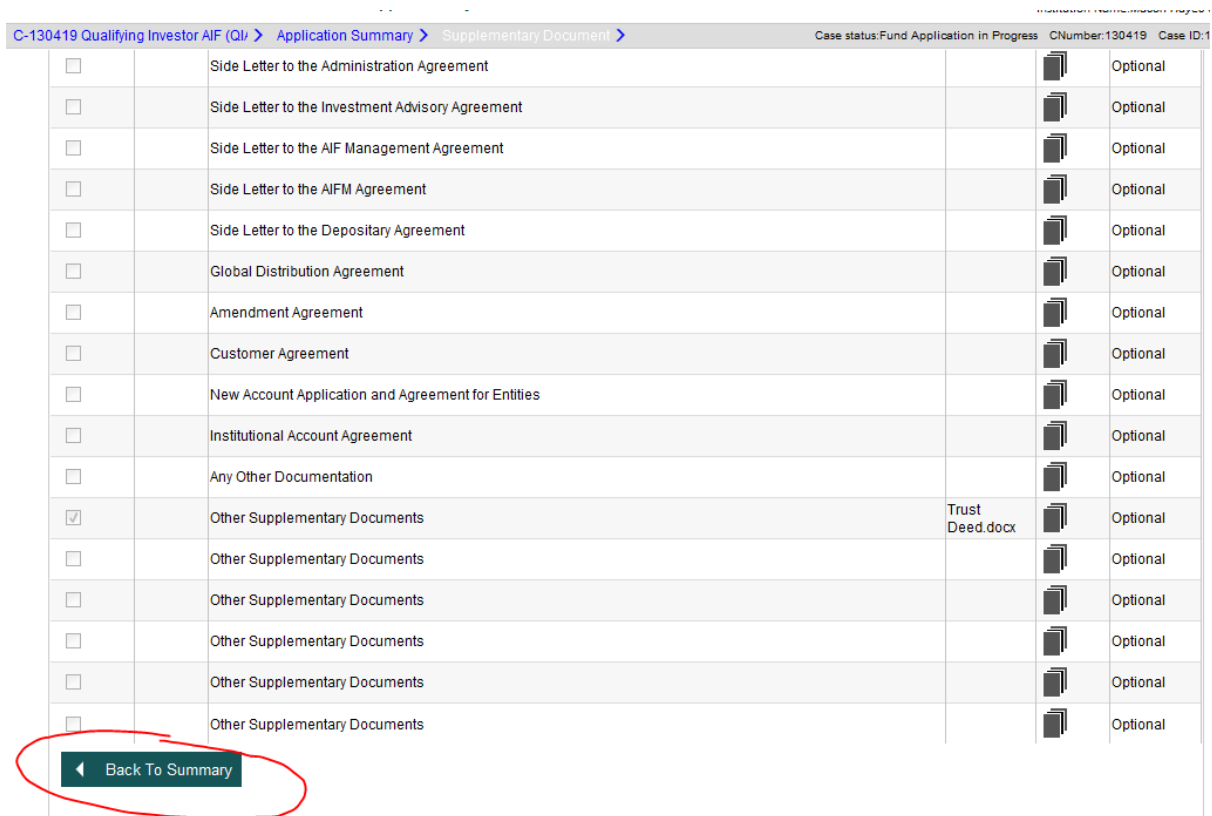 C-130419 Qualifying Investor AIF (QI/ Application Summary Supplementary Document Case status:Fund Application in Progress CNumber:130419 Case ID:1
Side Letter to the Administration Agreement Optional
Side Letter to the Investment Advisory Agreement Optional
Side Letter to the AIF Management Agreement Optional
Side Letter to the AIFM Agreement Optional
Side Letter to the Depositary Agreement Optional
Global Distribution Agreement Optional
Amendment Agreement Optional
Customer Agreement Optional
New Account Application and Agreement for Entities Optional
Institutional Account Agreement Optional
Any Other Documentation Optional
Other Supplementary Documents Trust Deed.docx Optional
Other Supplementary Documents Optional
Other Supplementary Documents Optional
Other Supplementary Documents Optional
Other Supplementary Documents Optional
Other Supplementary Documents Optional
Back To Summary